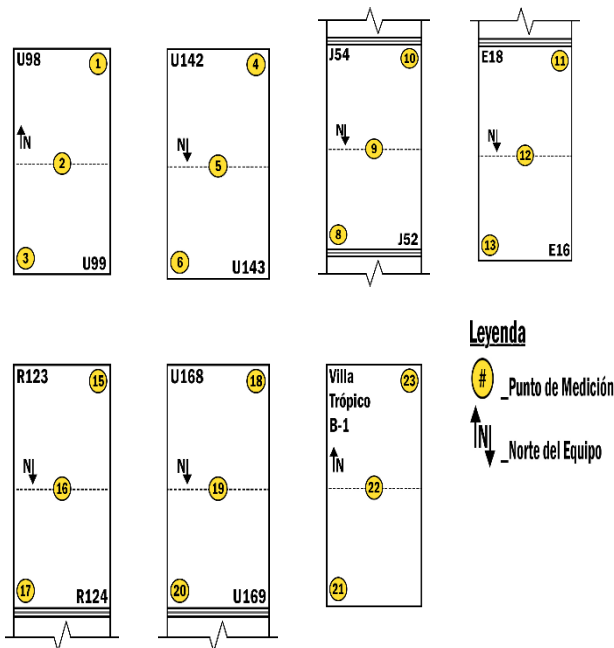 U98
1
N
2
3
U99
U142
4
N
5
6
U143
J54
10
N
9
8
J52
E18
11
N
12
13
E16
R123
15
N
16
17
R124
U168
18
N
19
20
U169
Villa
Trópico
B-1
23
N
22
21
Leyenda
# _Punto de Medición
N _Norte del Equipo